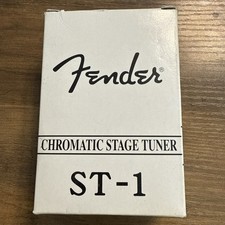 Fender
CHROMATIC STAGE TUNER
ST-1